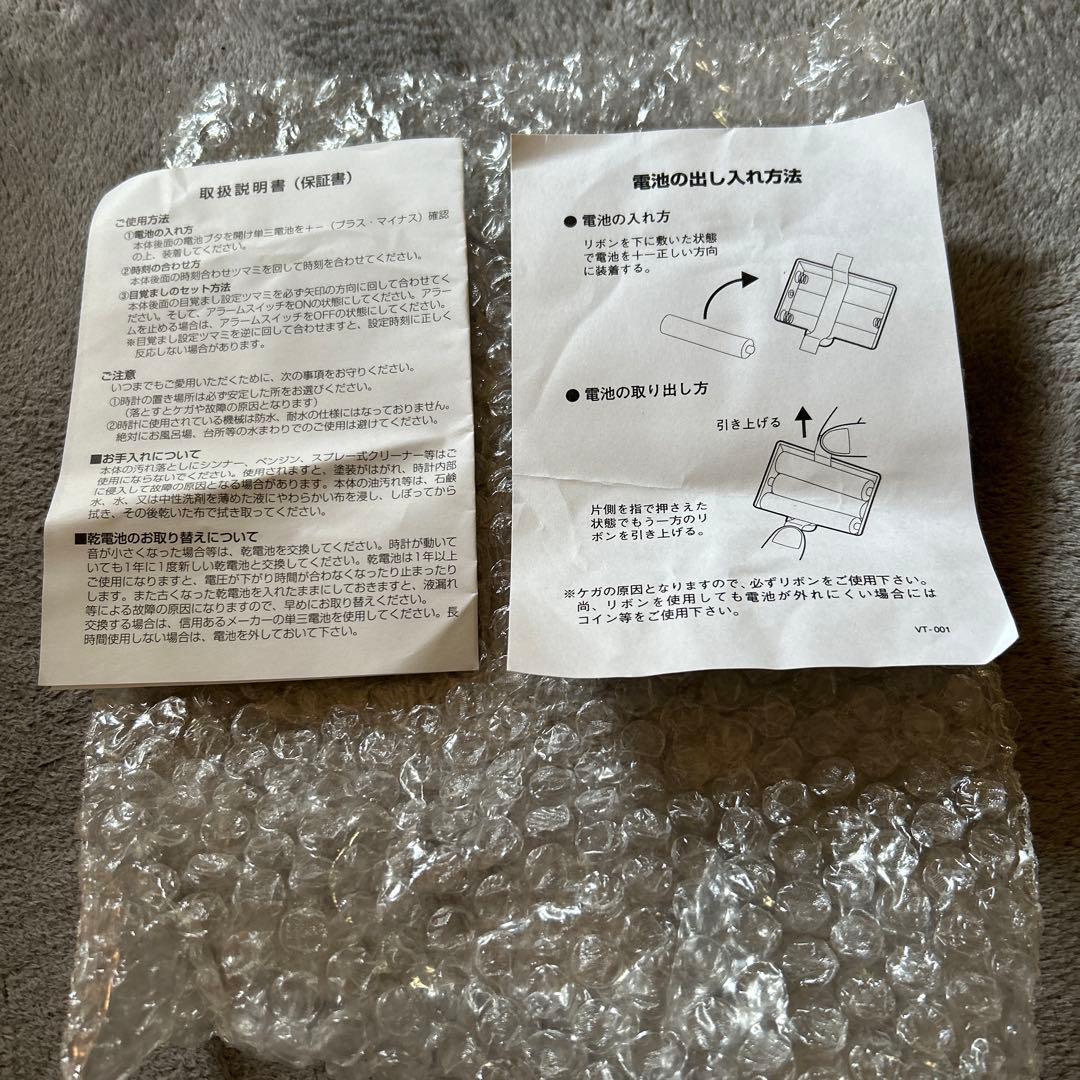 取扱説明書（保証書）
ご使用方法
①電池の入れ方
本体後面の電池ブタを開け単三電池を＋－（プラス・マイナス）確認
の上、装着してください。
②時刻の合わせ方
本体後面の時刻合わせツマミを回して時刻を合わせてください。
③目覚ましのセット方法
本体後面の目覚まし設定ツマミを必ず矢印の方向に回して合わせてく
ださい。そして、アラームスイッチをONの状態にしてください。アラー
ムを止める場合は、アラームスイッチをOFFの状態にしてください。
※目覚まし設定ツマミを逆に回して合わせますと、設定時刻に正しく
反応しない場合があります。
ご注意
いつまでもご愛用いただくために、次の事項をお守りください。
①時計の置き場所は必ず安定した所をお選びください。
（落とすとケガや故障の原因となります）
②時計に使用されている機械は防水、耐水の仕様にはなっておりません。
絶対にお風呂場、台所等の水まわりでのご使用は避けてください。
■お手入れについて
本体の汚れ落としにシンナー、ベンジン、スプレー式クリーナー等はご
使用にならないでください。使用されますと、塗装がはがれ、時計内部
に侵入して故障の原因となる場合があります。本体の油汚れ等は、石鹸
水、水、又は中性洗剤を薄めた液にやわらかい布を浸し、しぼってから
拭き、その後乾いた布で拭き取ってください。
■乾電池のお取り替えについて
音が小さくなった場合等は、乾電池を交換してください。時計が動いて
いても1年に1度新しい乾電池と交換してください。乾電池は1年以上
ご使用になりますと、電圧が下がり時間が合わなくなったり止まったり
します。また古くなった乾電池を入れたままにしておきますと、液漏れ
等による故障の原因になりますので、早めにお取り替えください。
交換する場合は、信用あるメーカーの単三電池を使用してください。長
時間使用しない場合は、電池を外しておいて下さい。
電池の出し入れ方法
●電池の入れ方
リボンを下に敷いた状態
で電池を＋－正しい方向
に装着する。
●電池の取り出し方
引き上げる
片側を指で押さえた
状態でもう一方のリ
ボンを引き上げる。
※ケガの原因となりますので、必ずリボンをご使用下さい。
尚、リボンを使用しても電池が外れにくい場合には
コイン等をご使用下さい。
VT-001